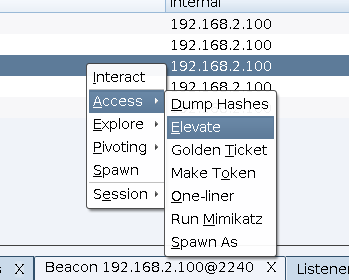 internal
192.168.2.100
192.168.2.100
192.168.2.100
192.168.2.100
Interact
Access
Explore
Pivoting
Spawn
Session
Dump Hashes
Elevate
Golden Ticket
Make Token
One-liner
Run Mimikatz
Spawn As
s X
Beacon 192.168.2.100@2240 X
Listener